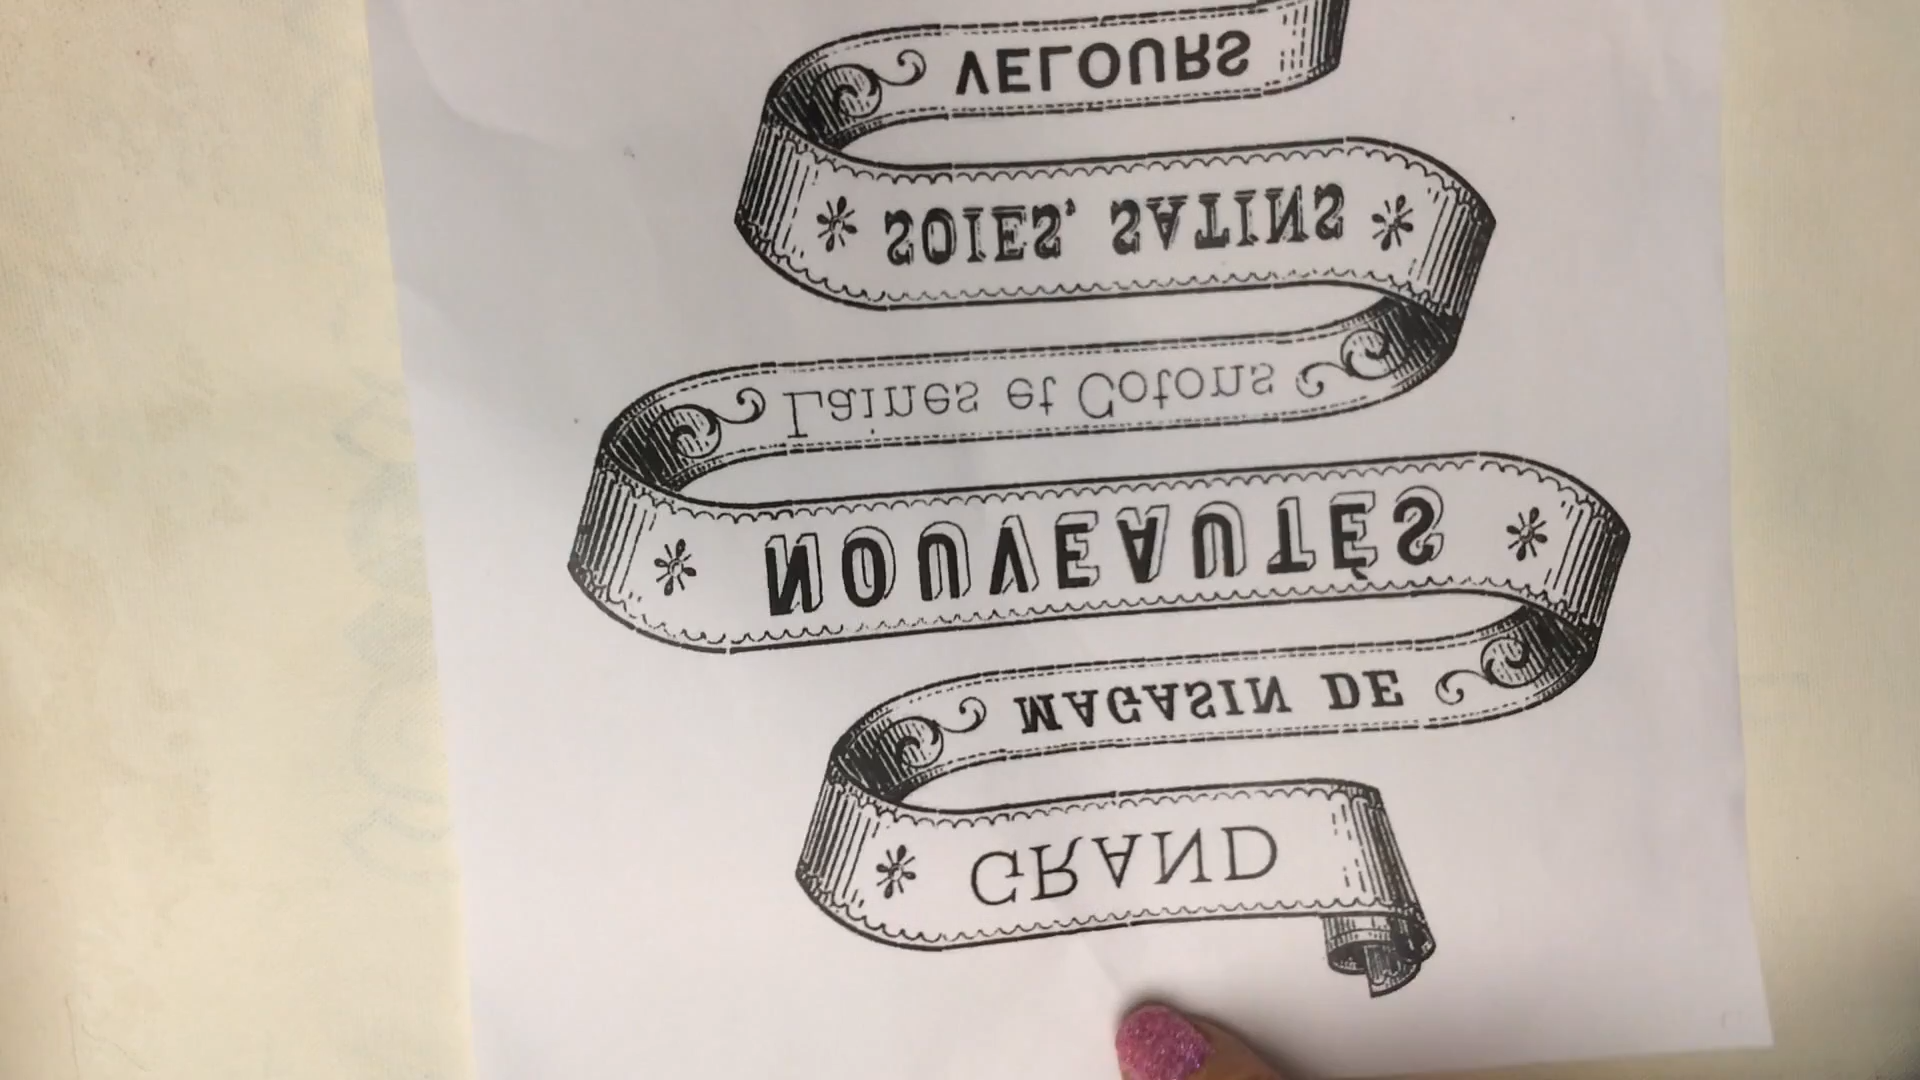 GRAND
MAGASIN DE
NOUVEAUTÉS
Laines et Cotons
SOIES, SATINS
VELOURS